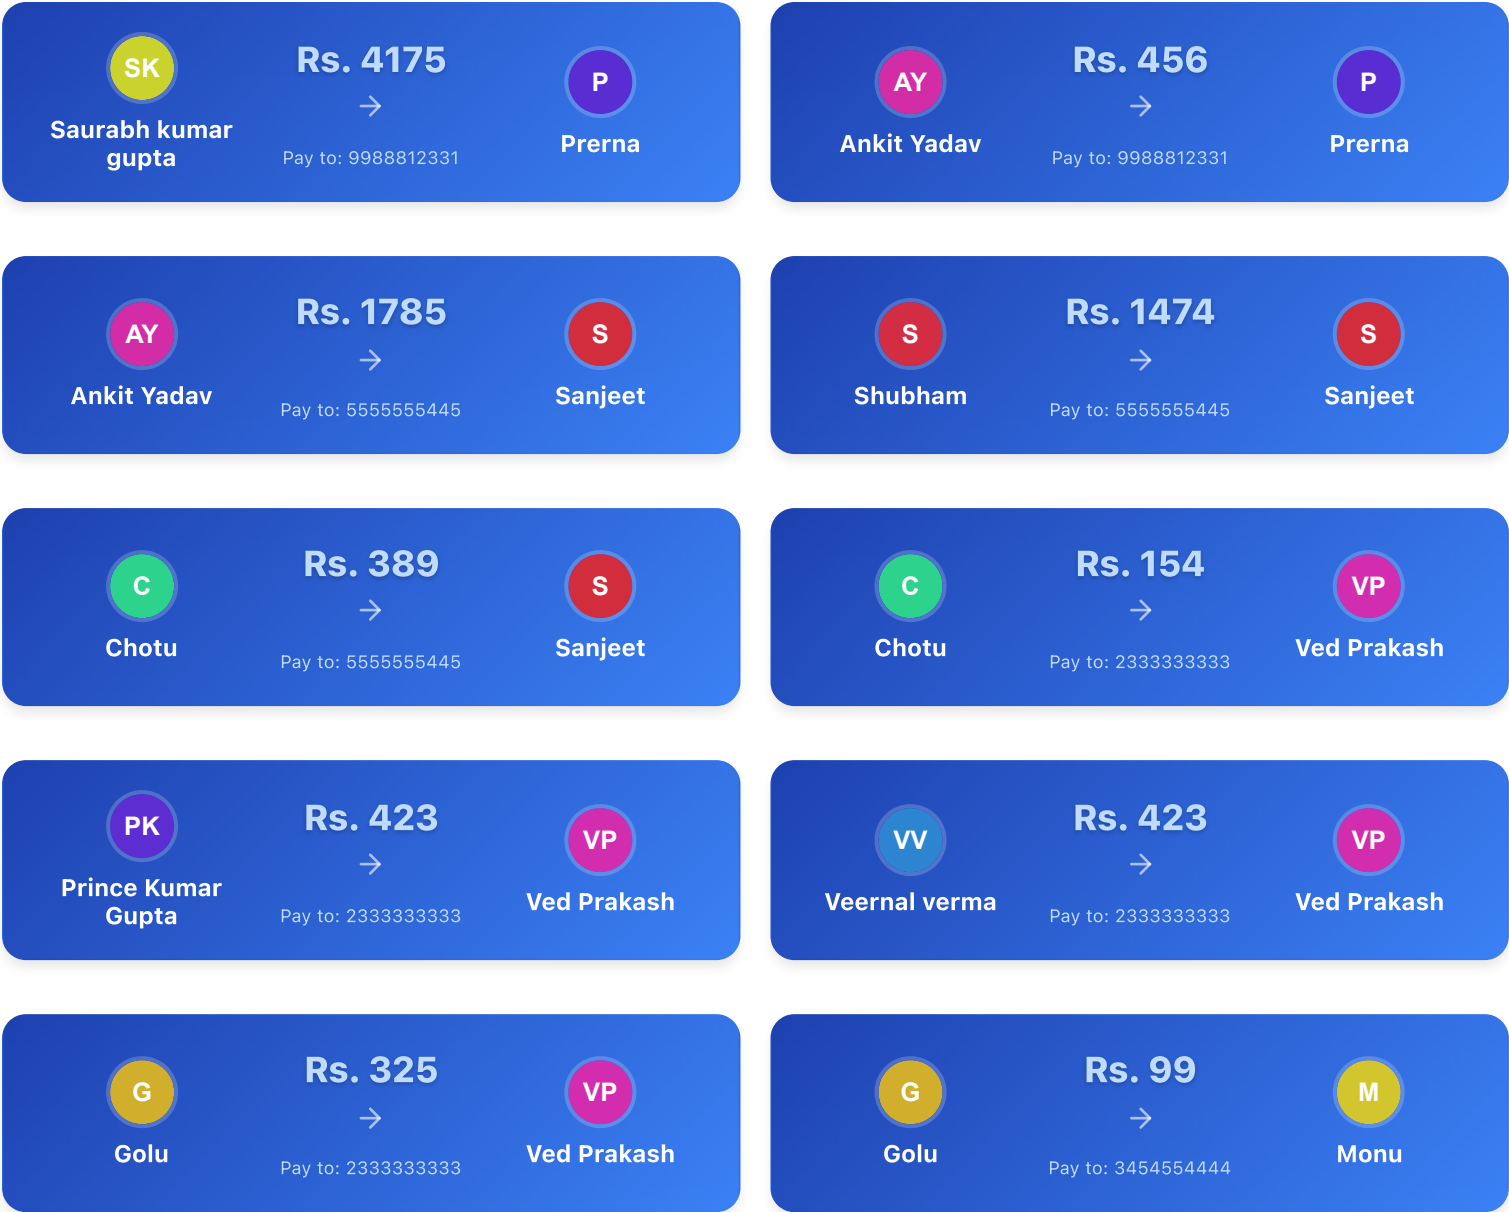 SK
Saurabh kumar
gupta
Rs. 4175
→
Pay to: 9988812331
P
Prerna
AY
Ankit Yadav
Rs. 456
→
Pay to: 9988812331
P
Prerna
AY
Ankit Yadav
Rs. 1785
→
Pay to: 5555555445
S
Sanjeet
S
Shubham
Rs. 1474
→
Pay to: 5555555445
S
Sanjeet
C
Chotu
Rs. 389
→
Pay to: 5555555445
S
Sanjeet
C
Chotu
Rs. 154
→
Pay to: 2333333333
VP
Ved Prakash
PK
Prince Kumar
Gupta
Rs. 423
→
Pay to: 2333333333
VP
Ved Prakash
VV
Veernal verma
Rs. 423
→
Pay to: 2333333333
VP
Ved Prakash
G
Golu
Rs. 325
→
Pay to: 2333333333
VP
Ved Prakash
G
Golu
Rs. 99
→
Pay to: 3454554444
M
Monu